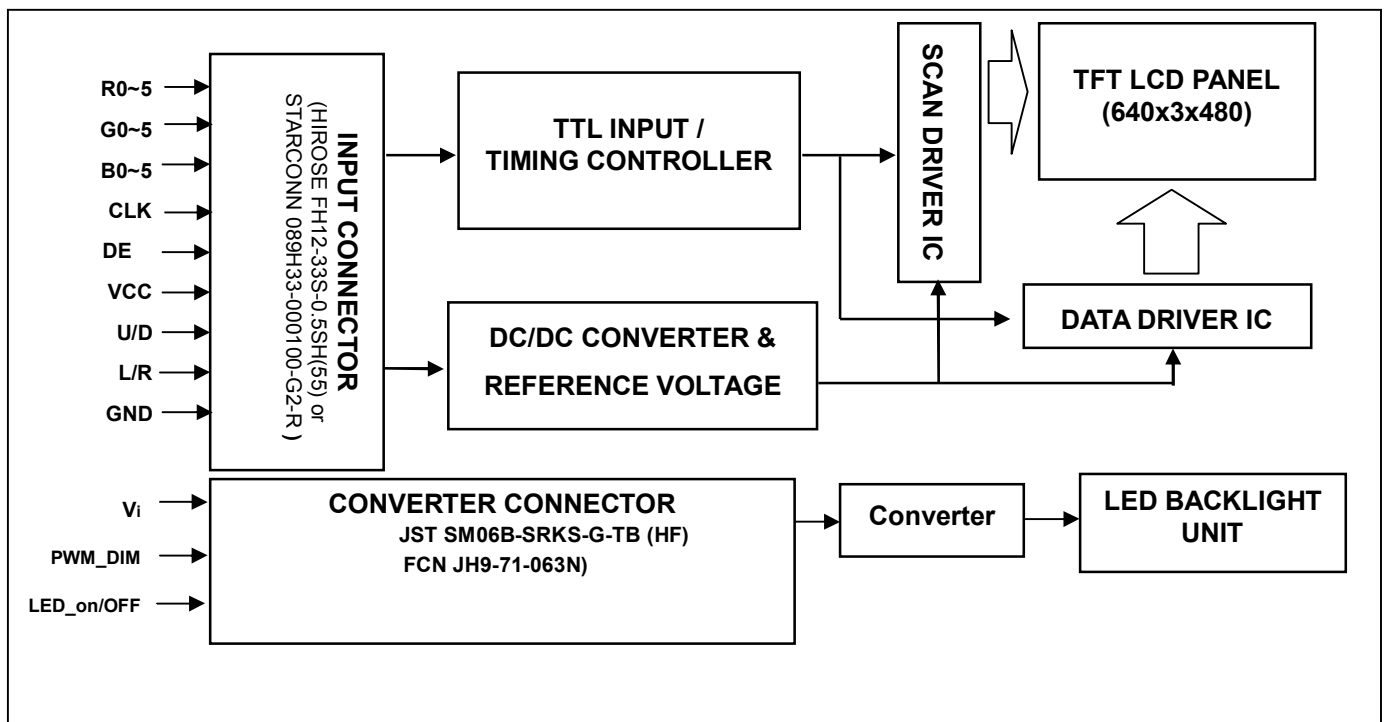 R0~5
G0~5
B0~5
CLK
DE
VCC
U/D
L/R
GND
INPUT CONNECTOR
(HIROSE FH12-33S-0.5SH(55) or
STARCONN 089H33-000100-G2-R )
TTL INPUT /
TIMING CONTROLLER
DC/DC CONVERTER &
REFERENCE VOLTAGE
SCAN DRIVER IC
TFT LCD PANEL
(640x3x480)
DATA DRIVER IC
Vi
PWM_DIM
LED_on/OFF
CONVERTER CONNECTOR
JST SM06B-SRKS-G-TB (HF)
FCN JH9-71-063N)
Converter
LED BACKLIGHT
UNIT